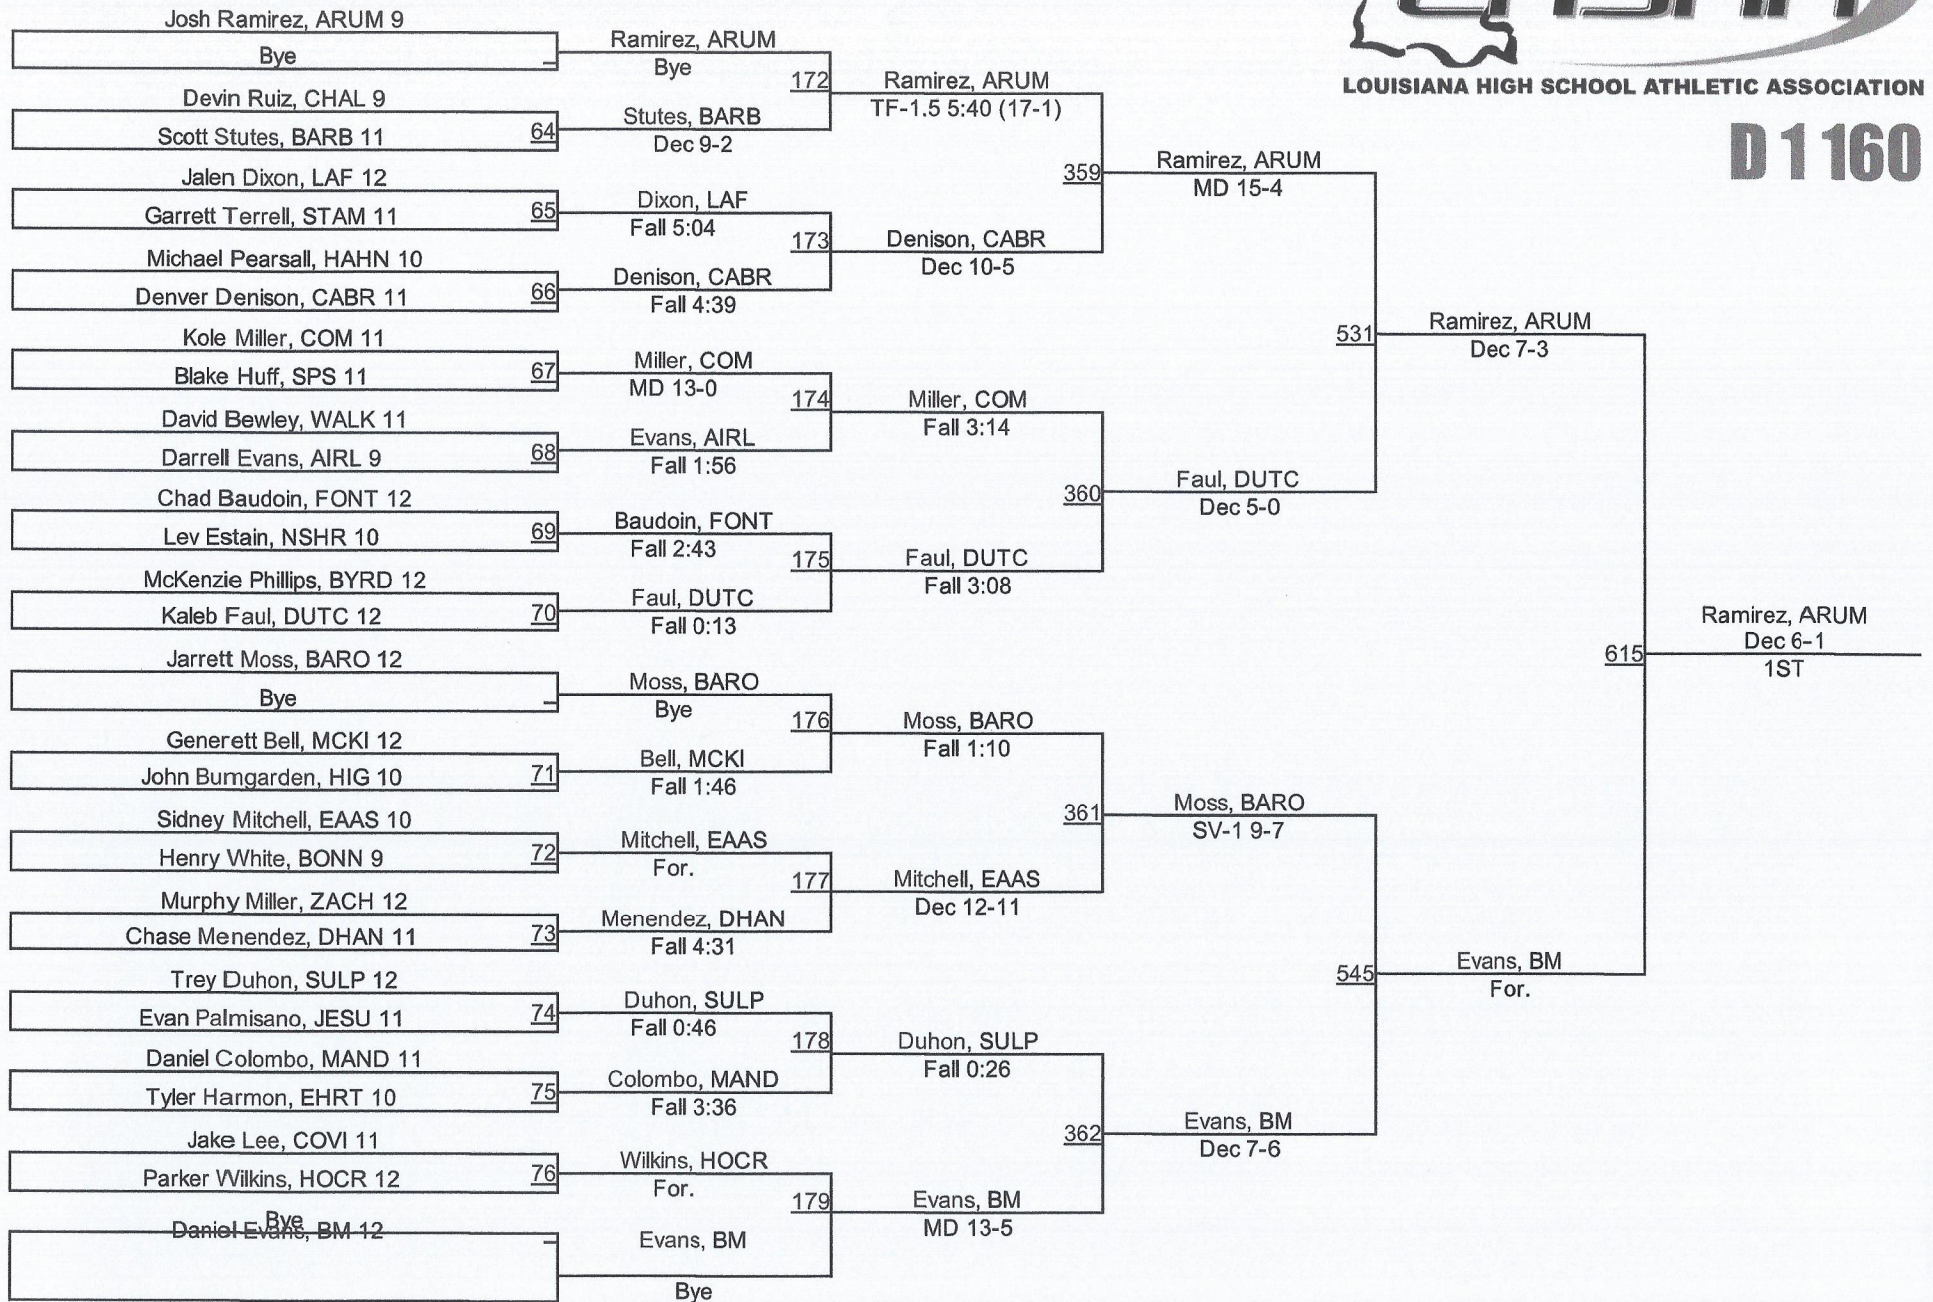 LHSAA
LOUISIANA HIGH SCHOOL ATHLETIC ASSOCIATION
D 1 160
Josh Ramirez, ARUM 9
Bye
Devin Ruiz, CHAL 9
Scott Stutes, BARB 11
64
Jalen Dixon, LAF 12
Garrett Terrell, STAM 11
65
Michael Pearsall, HAHN 10
Denver Denison, CABR 11
66
Kole Miller, COM 11
Blake Huff, SPS 11
67
David Bewley, WALK 11
Darrell Evans, AIRL 9
68
Chad Baudoin, FONT 12
Lev Estain, NSHR 10
69
McKenzie Phillips, BYRD 12
Kaleb Faul, DUTC 12
70
Jarrett Moss, BARO 12
Bye
Generett Bell, MCKI 12
John Bumgarden, HIG 10
71
Sidney Mitchell, EAAS 10
Henry White, BONN 9
72
Murphy Miller, ZACH 12
Chase Menendez, DHAN 11
73
Trey Duhon, SULP 12
Evan Palmisano, JESU 11
74
Daniel Colombo, MAND 11
Tyler Harmon, EHRT 10
75
Jake Lee, COVI 11
Parker Wilkins, HOCR 12
76
Bye
Daniel Evans, BM 12
Ramirez, ARUM
Bye
172
Stutes, BARB
Dec 9-2
Dixon, LAF
Fall 5:04
173
Denison, CABR
Fall 4:39
Miller, COM
MD 13-0
174
Evans, AIRL
Fall 1:56
Baudoin, FONT
Fall 2:43
175
Faul, DUTC
Fall 0:13
Moss, BARO
Bye
176
Bell, MCKI
Fall 1:46
Mitchell, EAAS
For.
177
Menendez, DHAN
Fall 4:31
Duhon, SULP
Fall 0:46
178
Colombo, MAND
Fall 3:36
Wilkins, HOCR
For.
179
Evans, BM
Bye
Ramirez, ARUM
TF-1.5 5:40 (17-1)
359
Denison, CABR
Dec 10-5
Miller, COM
Fall 3:14
360
Faul, DUTC
Fall 3:08
Moss, BARO
Fall 1:10
361
Mitchell, EAAS
Dec 12-11
Duhon, SULP
Fall 0:26
362
Evans, BM
MD 13-5
Ramirez, ARUM
MD 15-4
531
Faul, DUTC
Dec 5-0
Moss, BARO
SV-1 9-7
545
Evans, BM
Dec 7-6
Ramirez, ARUM
Dec 7-3
615
Evans, BM
For.
Ramirez, ARUM
Dec 6-1
1ST